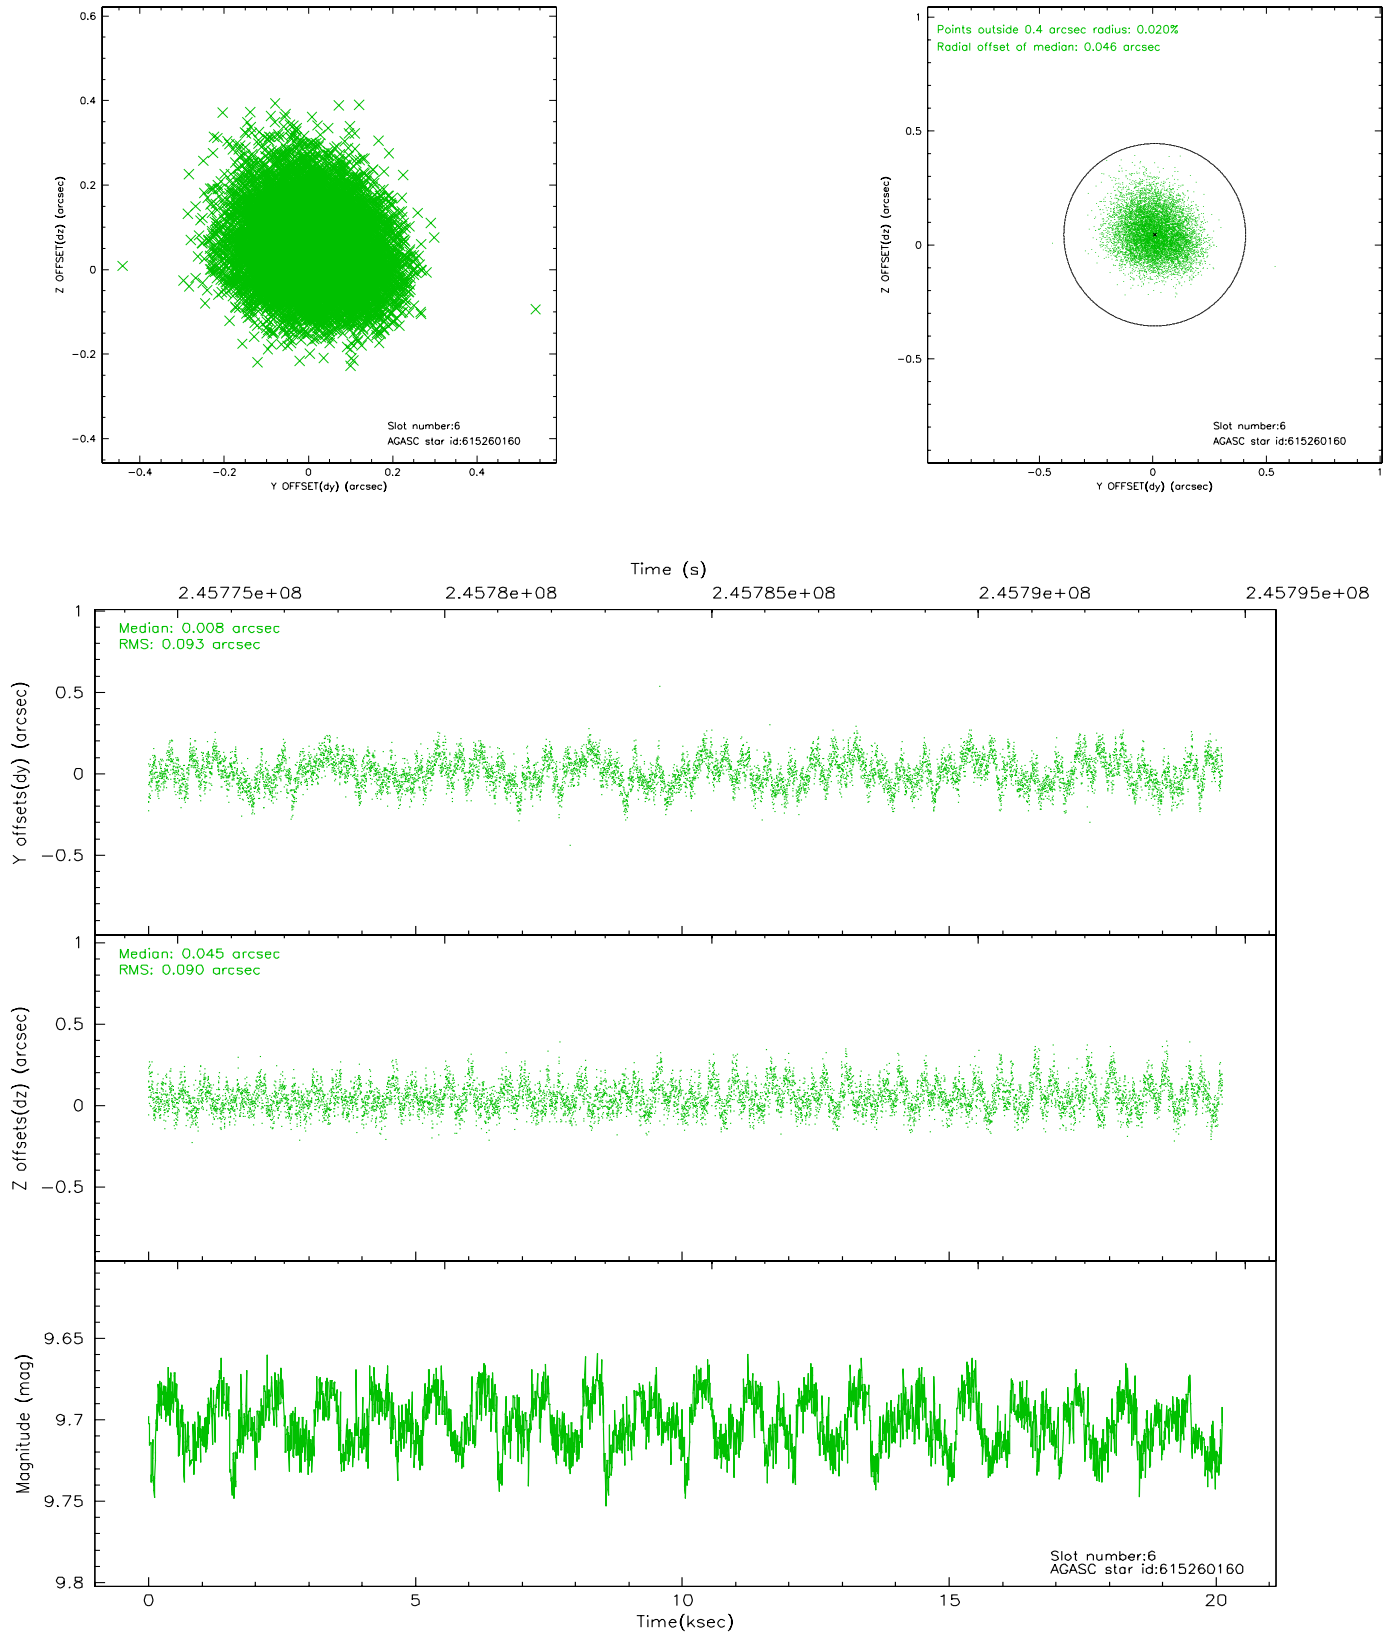 0.6
0.4
0.2
0
−0.2
−0.4
Z OFFSET(dz) (arcsec)
Slot number:6
AGASC star id:615260160
−0.4 −0.2 0 0.2 0.4
Y OFFSET(dy) (arcsec)
Points outside 0.4 arcsec radius: 0.020%
Radial offset of median: 0.046 arcsec
1
0.5
0
−0.5
Z OFFSET(dz) (arcsec)
Slot number:6
AGASC star id:615260160
−0.5 0 0.5 1
Y OFFSET(dy) (arcsec)
Time (s)
2.45775e+08 2.4578e+08 2.45785e+08 2.4579e+08 2.45795e+08
Median: 0.008 arcsec
RMS: 0.093 arcsec
1
0.5
0
−0.5
Y offsets(dy) (arcsec)
Median: 0.045 arcsec
RMS: 0.090 arcsec
1
0.5
0
−0.5
Z offsets(dz) (arcsec)
9.65
9.7
9.75
9.8
Magnitude (mag)
Slot number:6
AGASC star id:615260160
0 5 10 15 20
Time(ksec)